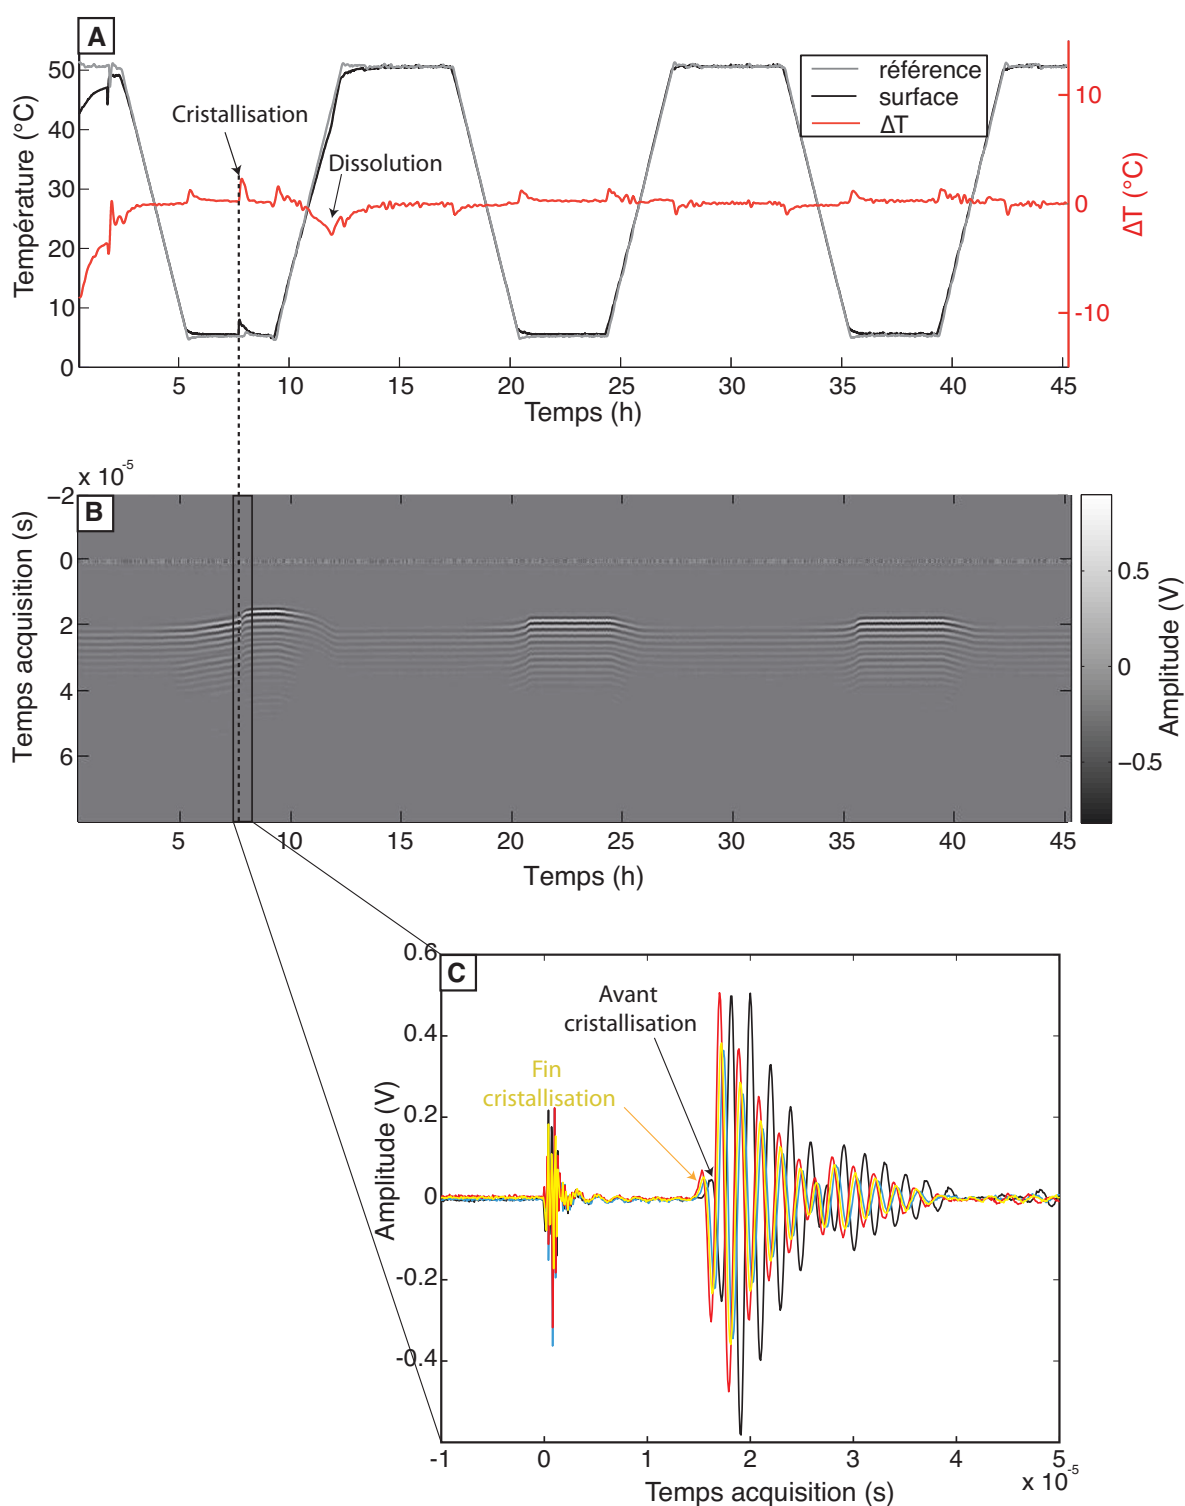 A
50
40
30
20
10
0
Température (°C)
Cristallisation
Dissolution
référence
surface
ΔT
10
0
-10
ΔT (°C)
5
10
15
20
25
30
35
40
45
Temps (h)
x 10-5
B
−2
0
2
4
6
Temps acquisition (s)
0.5
0
−0.5
Amplitude (V)
5
10
15
20
25
30
35
40
45
Temps (h)
C
0.6
0.4
0.2
0
-0.2
-0.4
Amplitude (V)
Avant
cristallisation
Fin
cristallisation
-1
0
1
2
3
4
5
x 10-5
Temps acquisition (s)